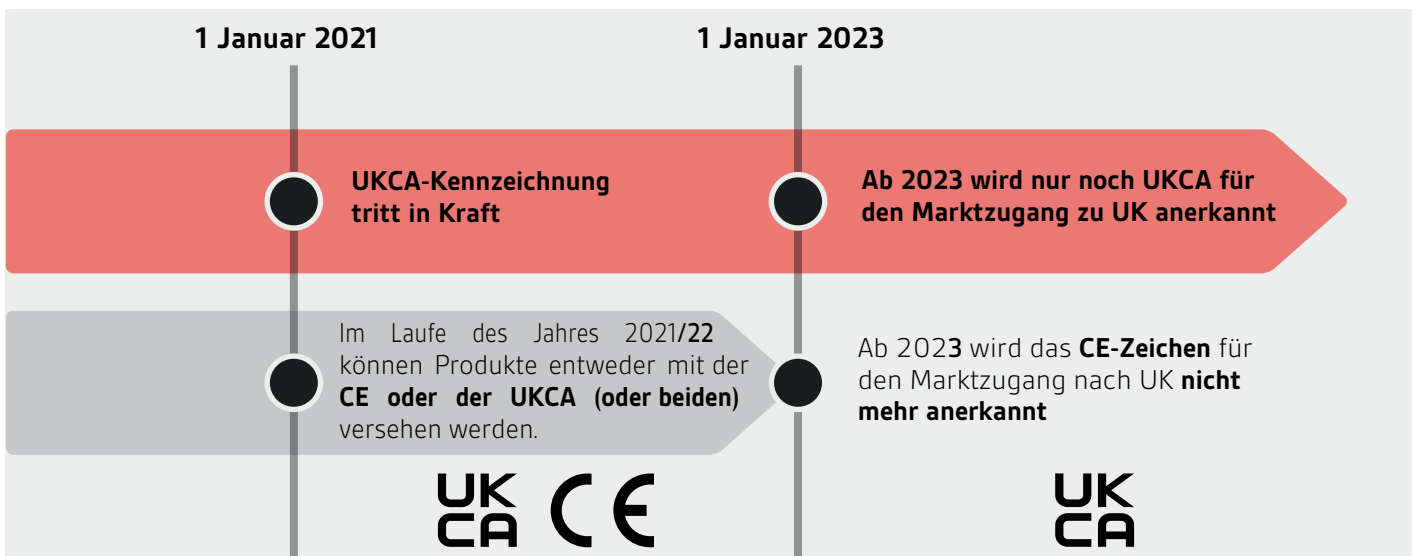 1 Januar 2021
1 Januar 2023
UKCA-Kennzeichnung
tritt in Kraft
Ab 2023 wird nur noch UKCA für
den Marktzugang zu UK anerkannt
Im Laufe des Jahres 2021/22
können Produkte entweder mit der
CE oder der UKCA (oder beiden)
versehen werden.
Ab 2023 wird das CE-Zeichen für
den Marktzugang nach UK nicht
mehr anerkannt
UK
CA
CE
UK
CA